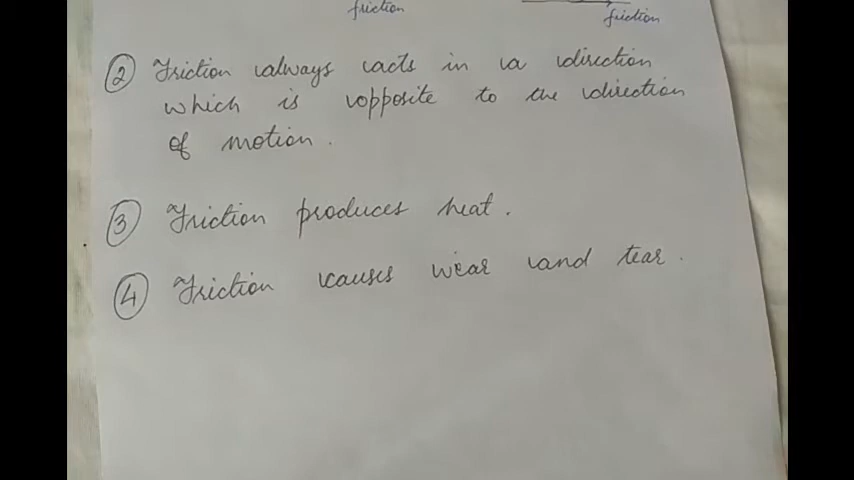 friction
friction
② Friction always acts in a direction
which is opposite to the direction
of motion.
③ Friction produces heat.
④ Friction causes wear and tear.